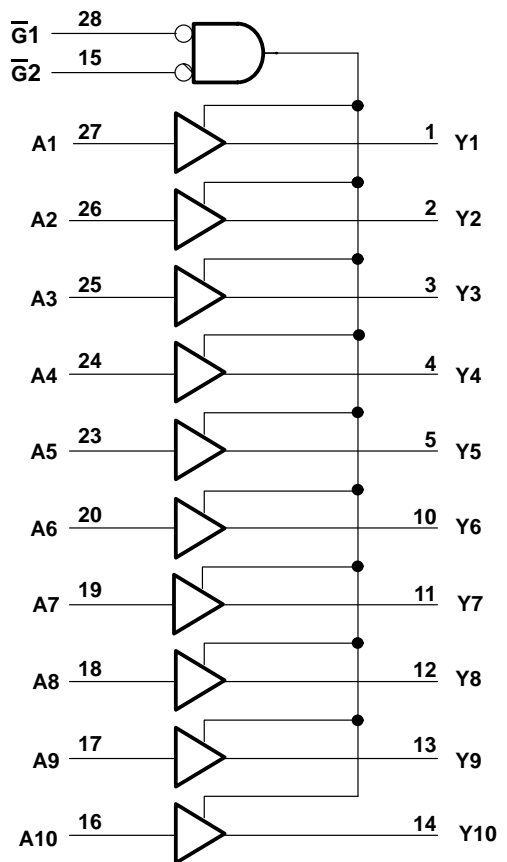 G̅1 28
G̅2 15
A1 27 1 Y1
A2 26 2 Y2
A3 25 3 Y3
A4 24 4 Y4
A5 23 5 Y5
A6 20 10 Y6
A7 19 11 Y7
A8 18 12 Y8
A9 17 13 Y9
A10 16 14 Y10